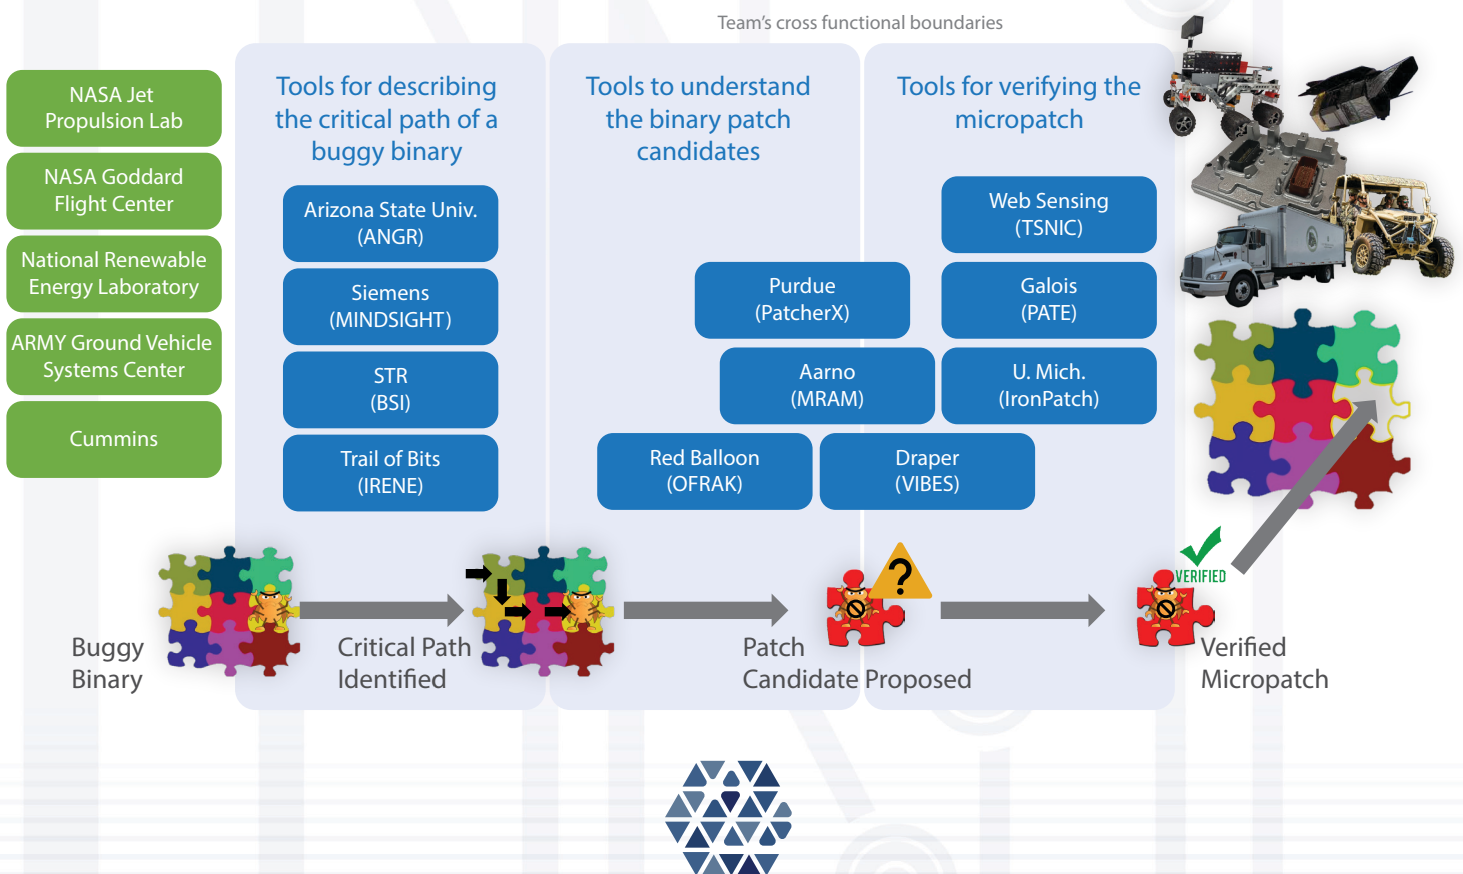 Team's cross functional boundaries
NASA Jet
Propulsion Lab
NASA Goddard
Flight Center
National Renewable
Energy Laboratory
ARMY Ground Vehicle
Systems Center
Cummins
Tools for describing
the critical path of a
buggy binary
Arizona State Univ.
(ANGR)
Siemens
(MINDSIGHT)
STR
(BSI)
Trail of Bits
(IRENE)
Tools to understand
the binary patch
candidates
Purdue
(PatcherX)
Aarno
(MRAM)
Red Balloon
(OFRAK)
Draper
(VIBES)
Tools for verifying the
micropatch
Web Sensing
(TSNIC)
Galois
(PATE)
U. Mich.
(IronPatch)
Buggy
Binary
Critical Path
Identified
?
Patch
Candidate Proposed
VERIFIED
Verified
Micropatch